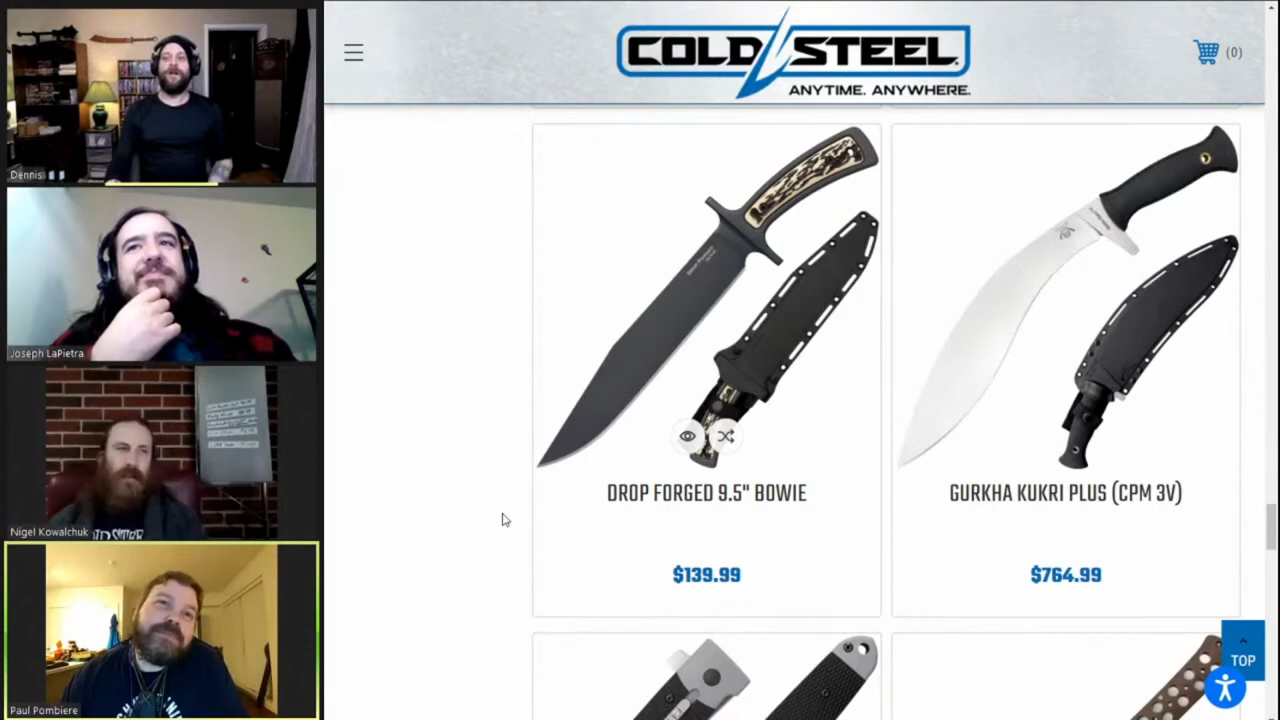 Dennis
Joseph LaPietra
Nigel Kowalchuk
Paul Pombiere
COLD STEEL
ANYTIME. ANYWHERE.
(0)
DROP FORGED 9.5" BOWIE
$139.99
GURKHA KUKRI PLUS (CPM 3V)
$764.99
TOP